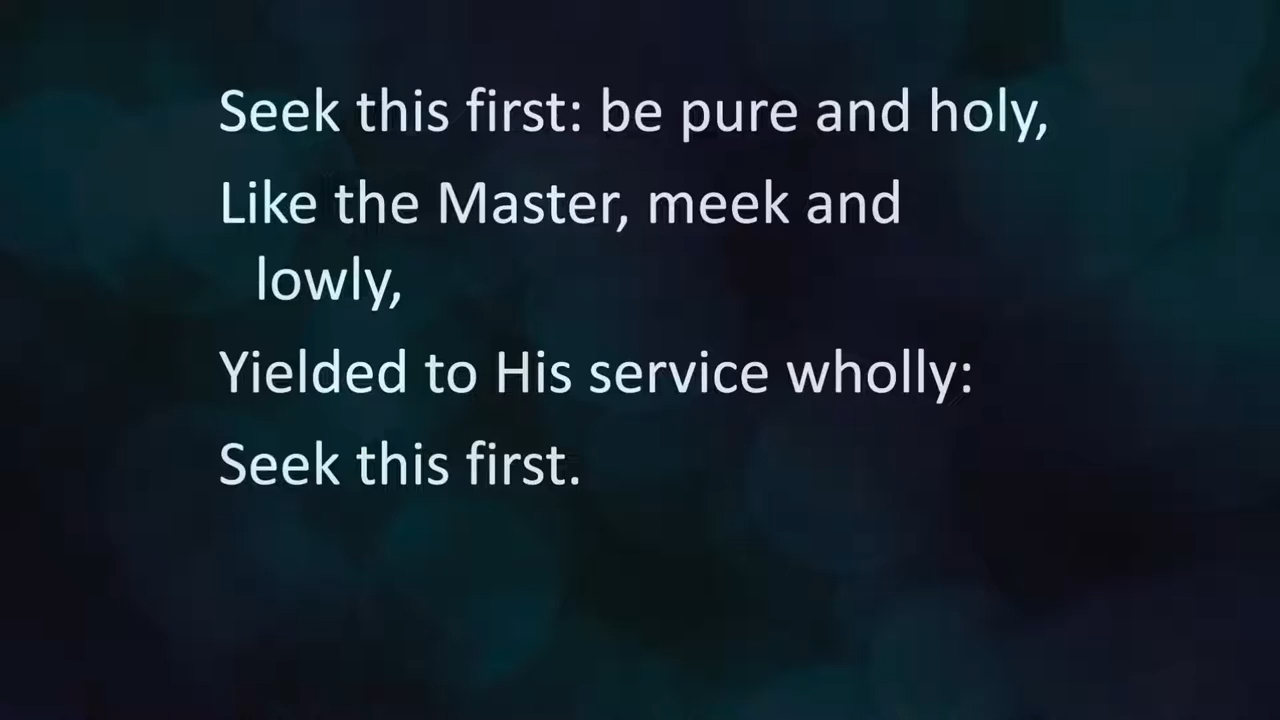 Seek this first: be pure and holy,
Like the Master, meek and
lowly,
Yielded to His service wholly:
Seek this first.